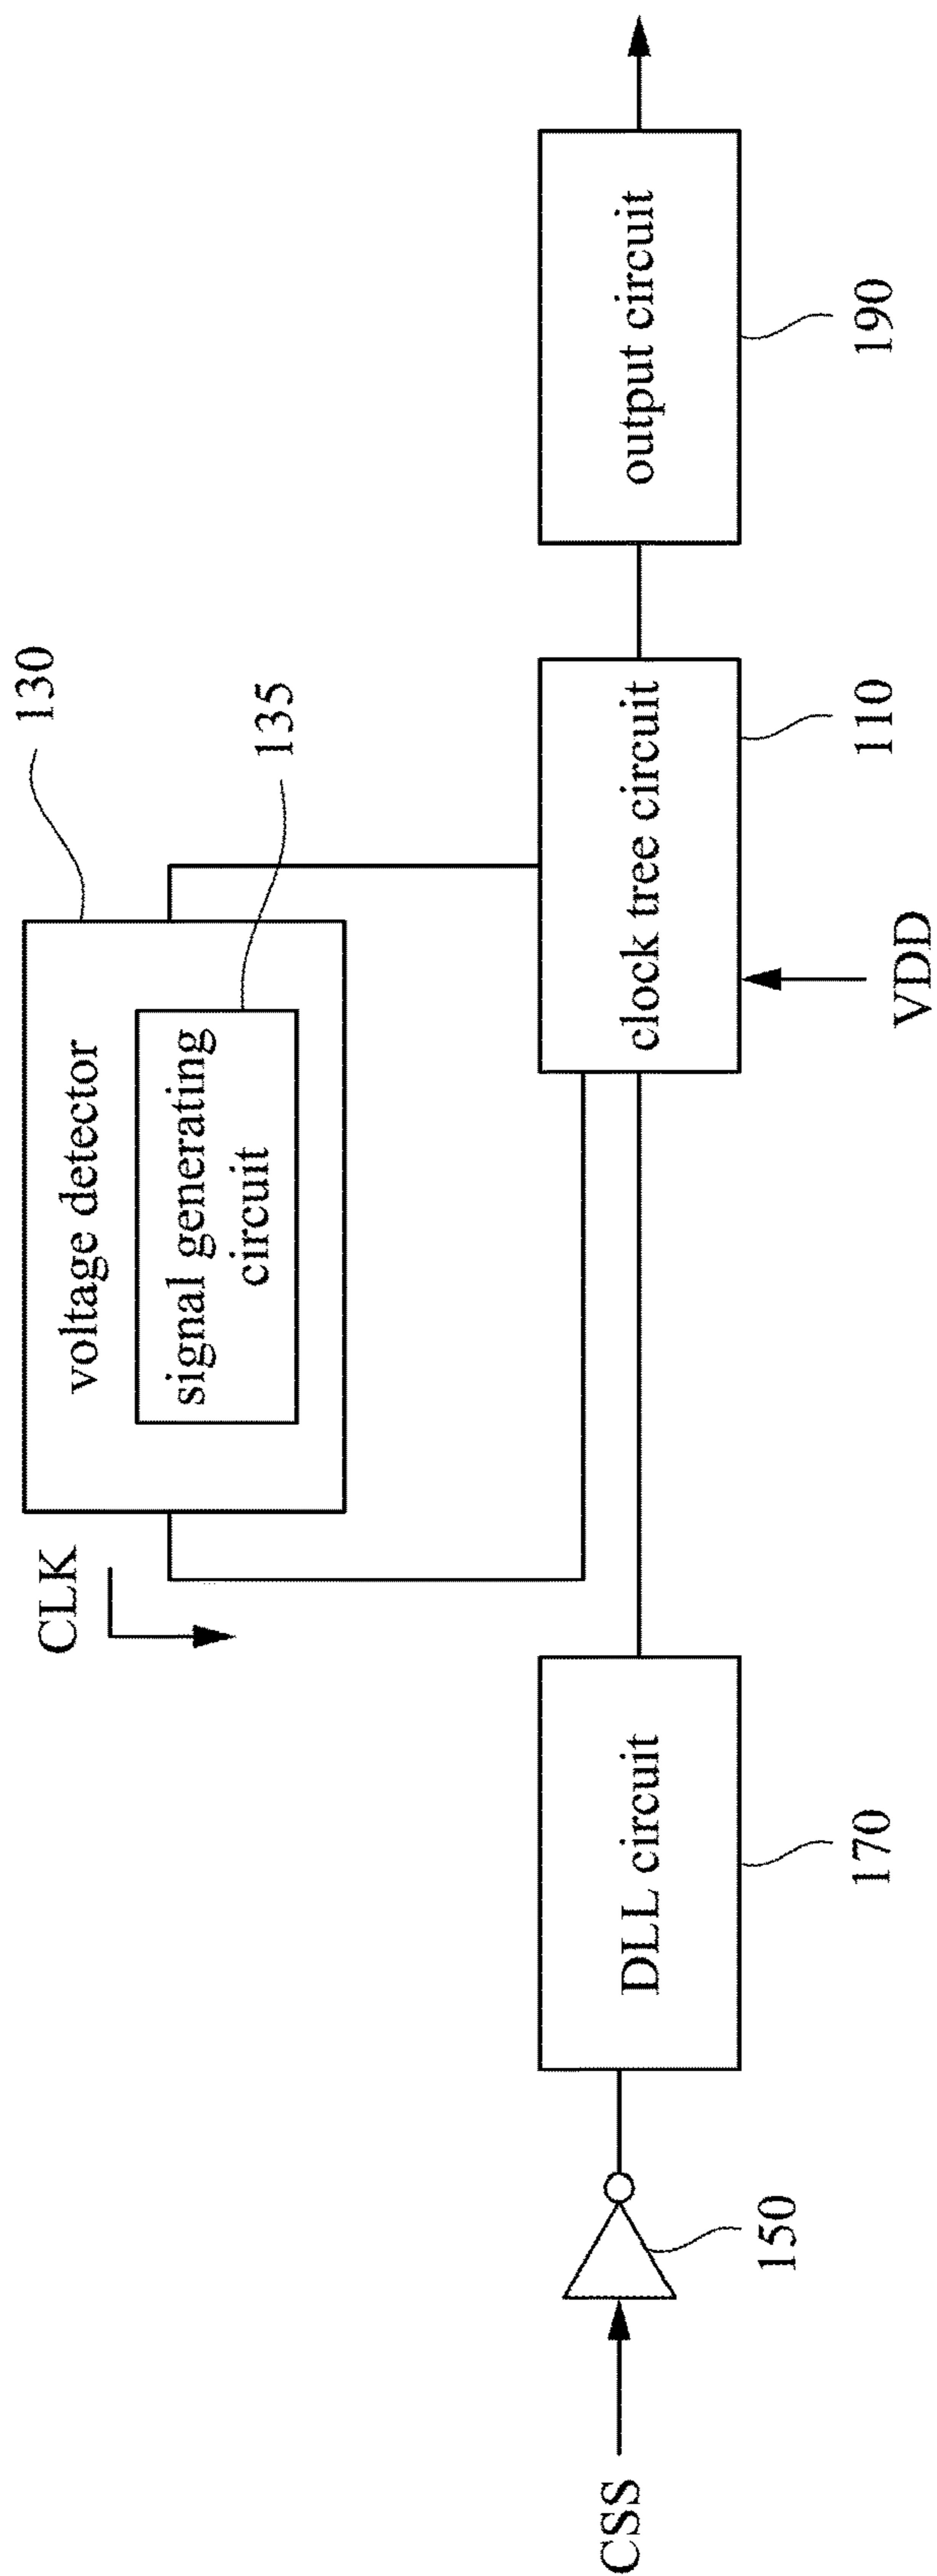 130
voltage detector
135
signal generating
circuit
CLK
CSS
150
DLL circuit
170
clock tree circuit
110
VDD
output circuit
190